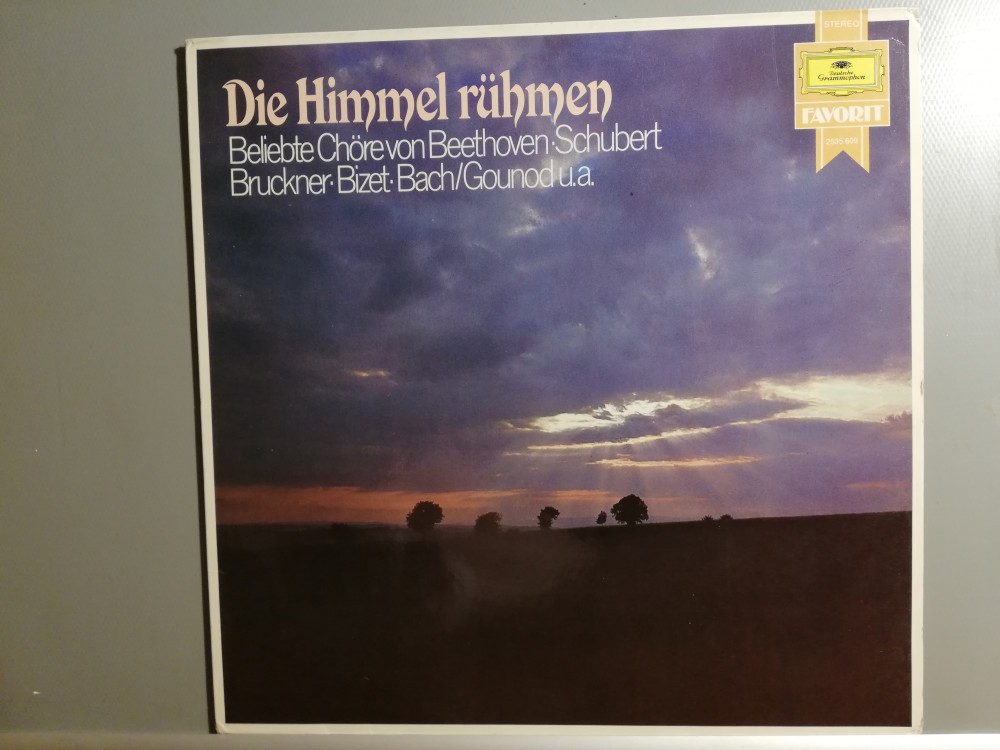 Die Himmel rühmen
Beliebte Chöre von Beethoven·Schubert
Bruckner·Bizet·Bach/Gounod u.a.
STEREO
Deutsche
Grammophon
FAVORIT